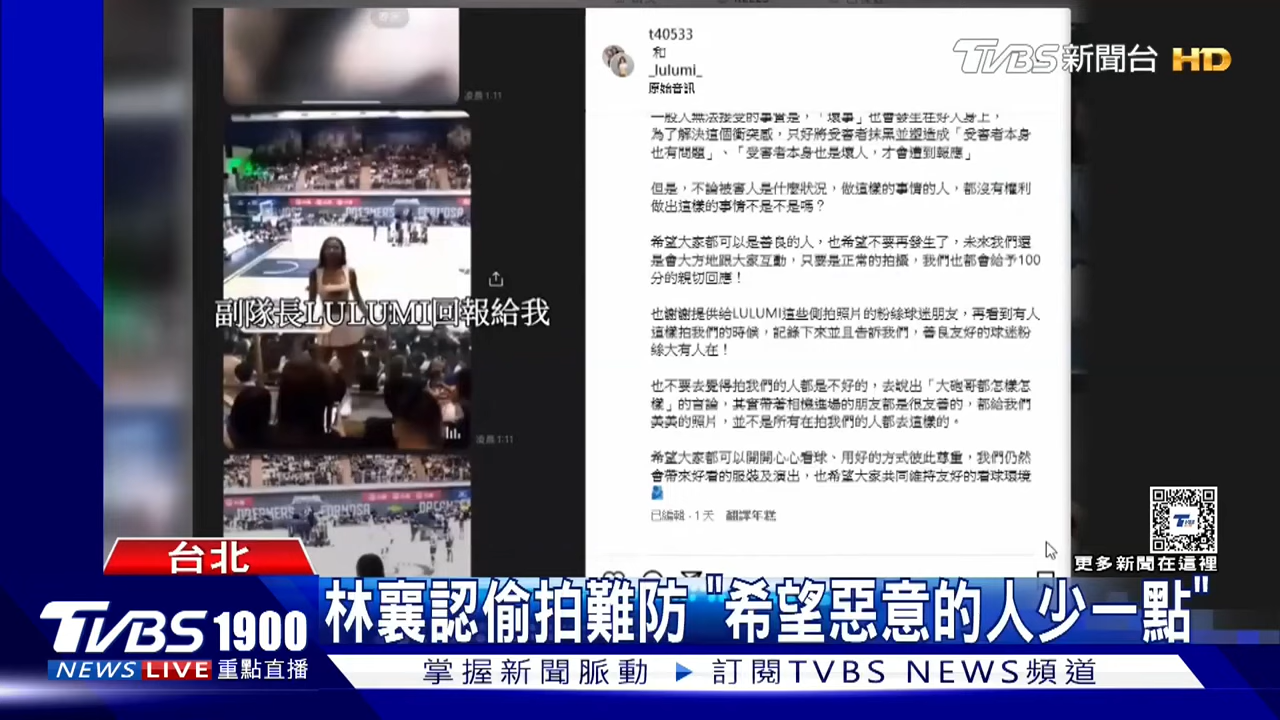 t40533
和
_lulumi_
原始音訊
TVBS新聞台 HD
凌晨1:11
一般人無法接受的事實是，「壞事」也會發生在好人身上，
為了解決這個衝突感，只好將受害者抹黑並塑造成「受害者本身
也有問題」、「受害者本身也是壞人，才會遭到報應」
但是，不論被害人是什麼狀況，做這樣的事情的人，都沒有權利
做出這樣的事情不是不是嗎？
希望大家都可以是善良的人，也希望不要再發生了，未來我們還
是會大方地跟大家互動，只要是正常的拍攝，我們也都會給予100
分的親切回應！
也謝謝提供給LULUMI這些側拍照片的粉絲球迷朋友，再看到有人
這樣拍我們的時候，記錄下來並且告訴我們，善良友好的球迷粉
絲大有人在！
也不要去覺得拍我們的人都是不好的，去說出「大砲哥都怎樣怎
樣」的言論，其實帶著相機進場的朋友都是很友善的，都給我們
美美的照片，並不是所有在拍我們的人都去這樣的。
希望大家都可以開開心心看球、用好的方式彼此尊重，我們仍然
會帶來好看的服裝及演出，也希望大家共同維持友好的看球環境
已編輯·1天 翻譯年糕
DREAMERS FORMOSA
副隊長LULUMI回報給我
凌晨1:11
DREAMERS FORMOSA
TVBS
更多新聞在這裡
台北
林襄認偷拍難防 "希望惡意的人少一點"
TVBS 1900
NEWS LIVE 重點直播
掌握新聞脈動 ▶ 訂閱TVBS NEWS頻道